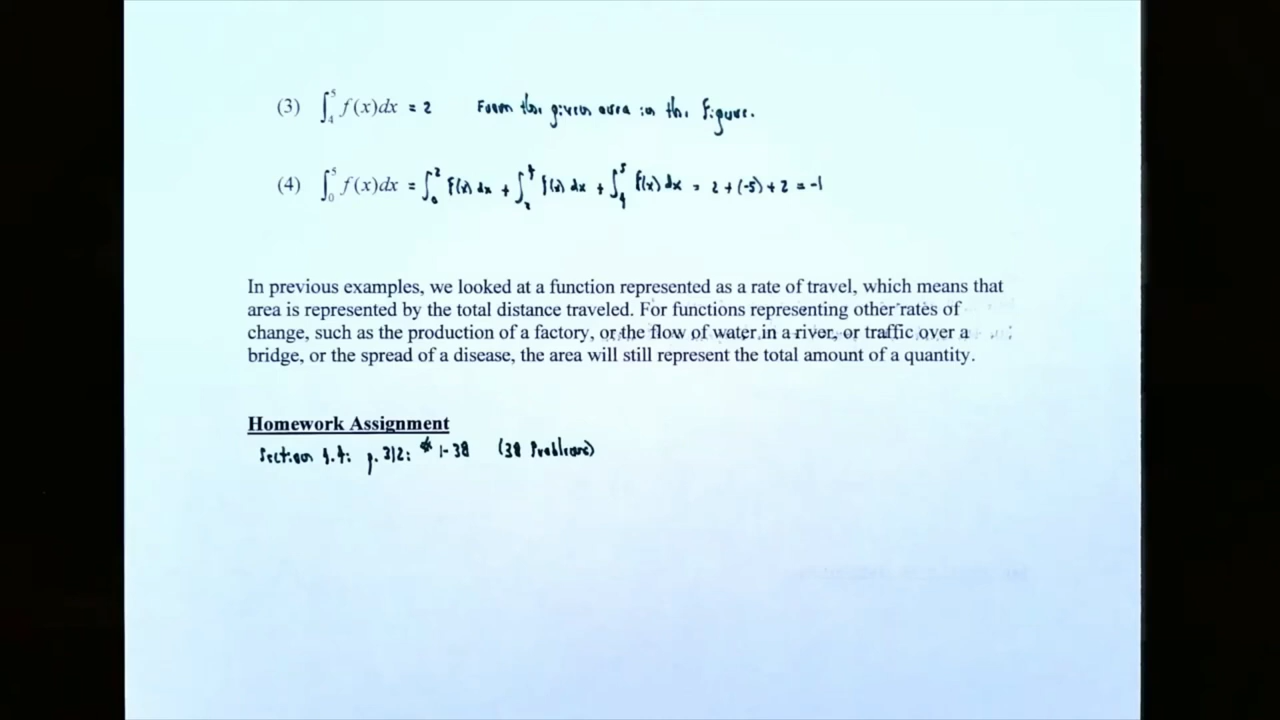 (3) ∫₄⁵ f(x)dx = 2 From the given area in the figure.
(4) ∫₀⁵ f(x)dx = ∫₀² f(x) dx + ∫₂⁴ f(x) dx + ∫₄⁵ f(x) dx = 2 + (-5) + 2 = -1
In previous examples, we looked at a function represented as a rate of travel, which means that
area is represented by the total distance traveled. For functions representing other rates of
change, such as the production of a factory, or the flow of water in a river, or traffic over a
bridge, or the spread of a disease, the area will still represent the total amount of a quantity.
Homework Assignment
Section p. 312: # 1-38 (38 Problems)